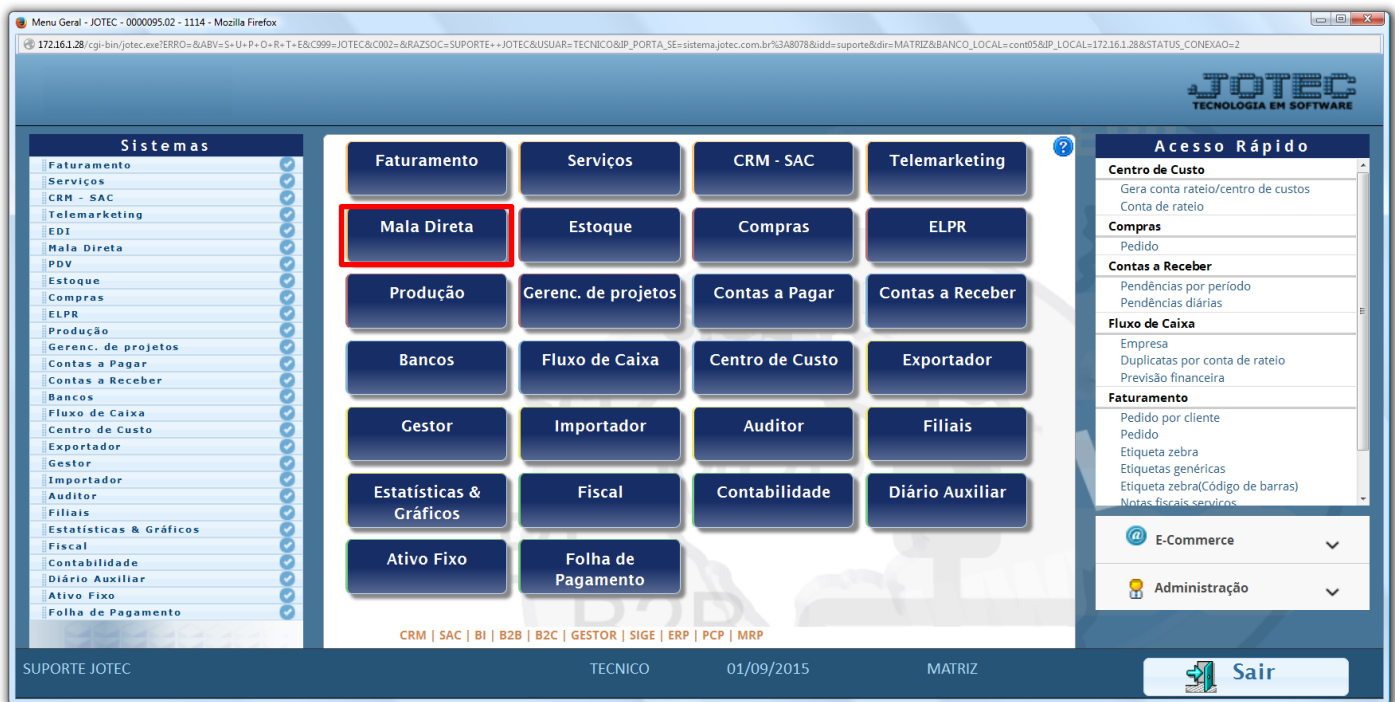 Menu Geral - JOTEC - 0000095.02 - 1114 - Mozilla Firefox
172.16.1.28/cgi-bin/jotec.exe?ERRO=&ABV=S+U+P+O+R+T+E&C999=JOTEC&C002=&RAZSOC=SUPORTE++JOTEC&USUAR=TECNICO&IP_PORTA_SE=sistema.jotec.com.br%3A8078&idd=suporte&dir=MATRIZ&BANCO_LOCAL=cont05&IP_LOCAL=172.16.1.28&STATUS_CONEXAO=2
JOTEC
TECNOLOGIA EM SOFTWARE
Sistemas
Faturamento
Serviços
CRM - SAC
Telemarketing
EDI
Mala Direta
PDV
Estoque
Compras
ELPR
Produção
Gerenc. de projetos
Contas a Pagar
Contas a Receber
Bancos
Fluxo de Caixa
Centro de Custo
Exportador
Gestor
Importador
Auditor
Filiais
Estatísticas & Gráficos
Fiscal
Contabilidade
Diário Auxiliar
Ativo Fixo
Folha de Pagamento
Faturamento
Serviços
CRM - SAC
Telemarketing
Mala Direta
Estoque
Compras
ELPR
Produção
Gerenc. de projetos
Contas a Pagar
Contas a Receber
Bancos
Fluxo de Caixa
Centro de Custo
Exportador
Gestor
Importador
Auditor
Filiais
Estatísticas &
Gráficos
Fiscal
Contabilidade
Diário Auxiliar
Ativo Fixo
Folha de
Pagamento
B2B
CRM | SAC | BI | B2B | B2C | GESTOR | SIGE | ERP | PCP | MRP
?
Acesso Rápido
Centro de Custo
Gera conta rateio/centro de custos
Conta de rateio
Compras
Pedido
Contas a Receber
Pendências por período
Pendências diárias
Fluxo de Caixa
Empresa
Duplicatas por conta de rateio
Previsão financeira
Faturamento
Pedido por cliente
Pedido
Etiqueta zebra
Etiquetas genéricas
Etiqueta zebra(Código de barras)
Notas fiscais serviços
@ E-Commerce
Administração
SUPORTE JOTEC
TECNICO
01/09/2015
MATRIZ
Sair